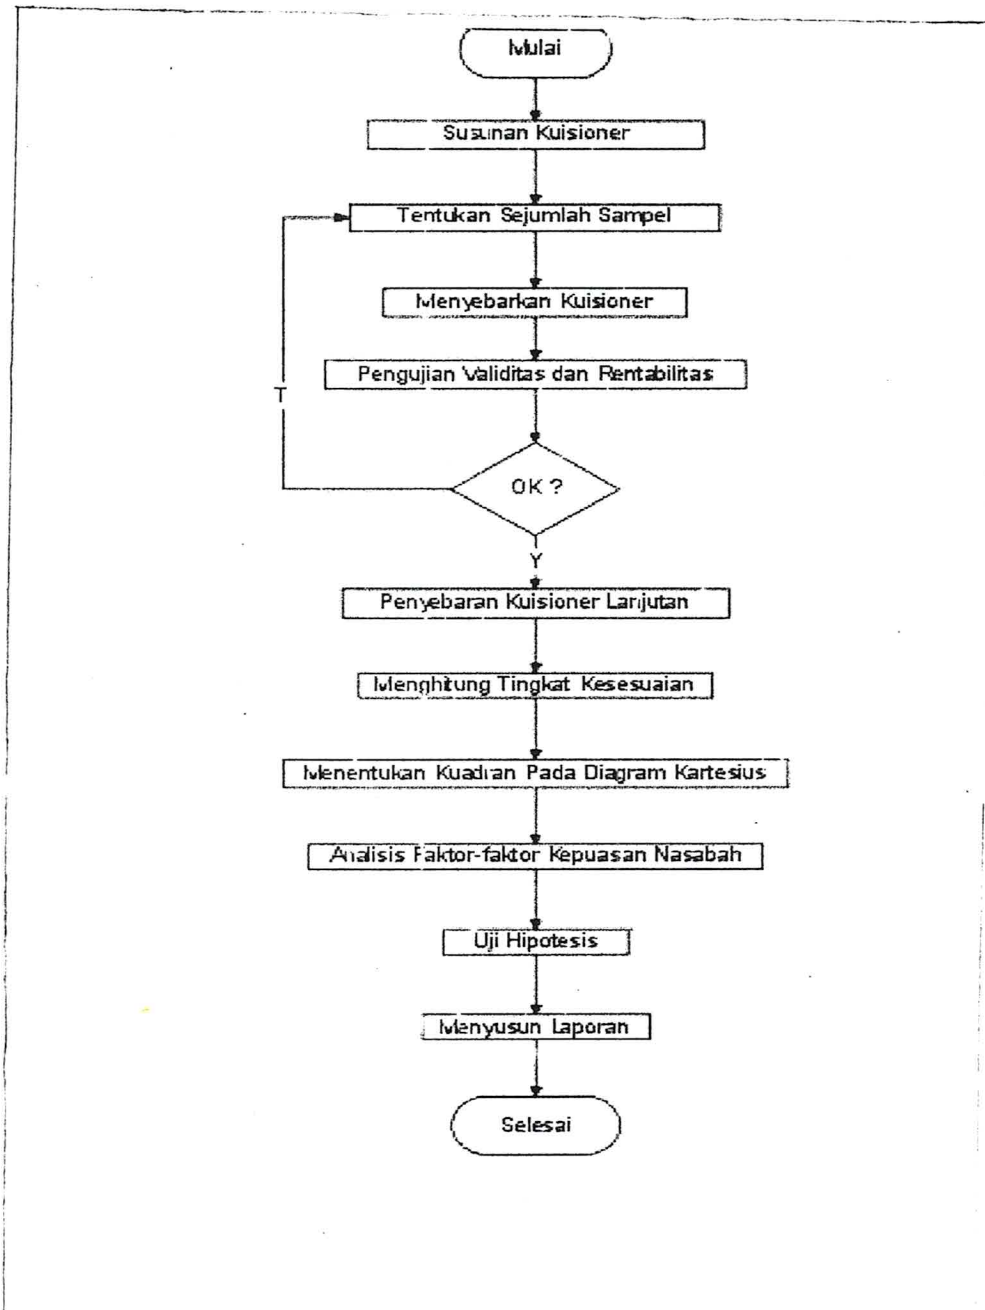 Mulai
Susunan Kuisioner
Tentukan Sejumlah Sampel
Menyebarkan Kuisioner
Pengujian Validitas dan Rentabilitas
T
OK ?
Y
Penyebaran Kuisioner Lanjutan
Menghitung Tingkat Kesesuaian
Menentukan Kuadran Pada Diagram Kartesius
Analisis Faktor-faktor Kepuasan Nasabah
Uji Hipotesis
Menyusun Laporan
Selesai